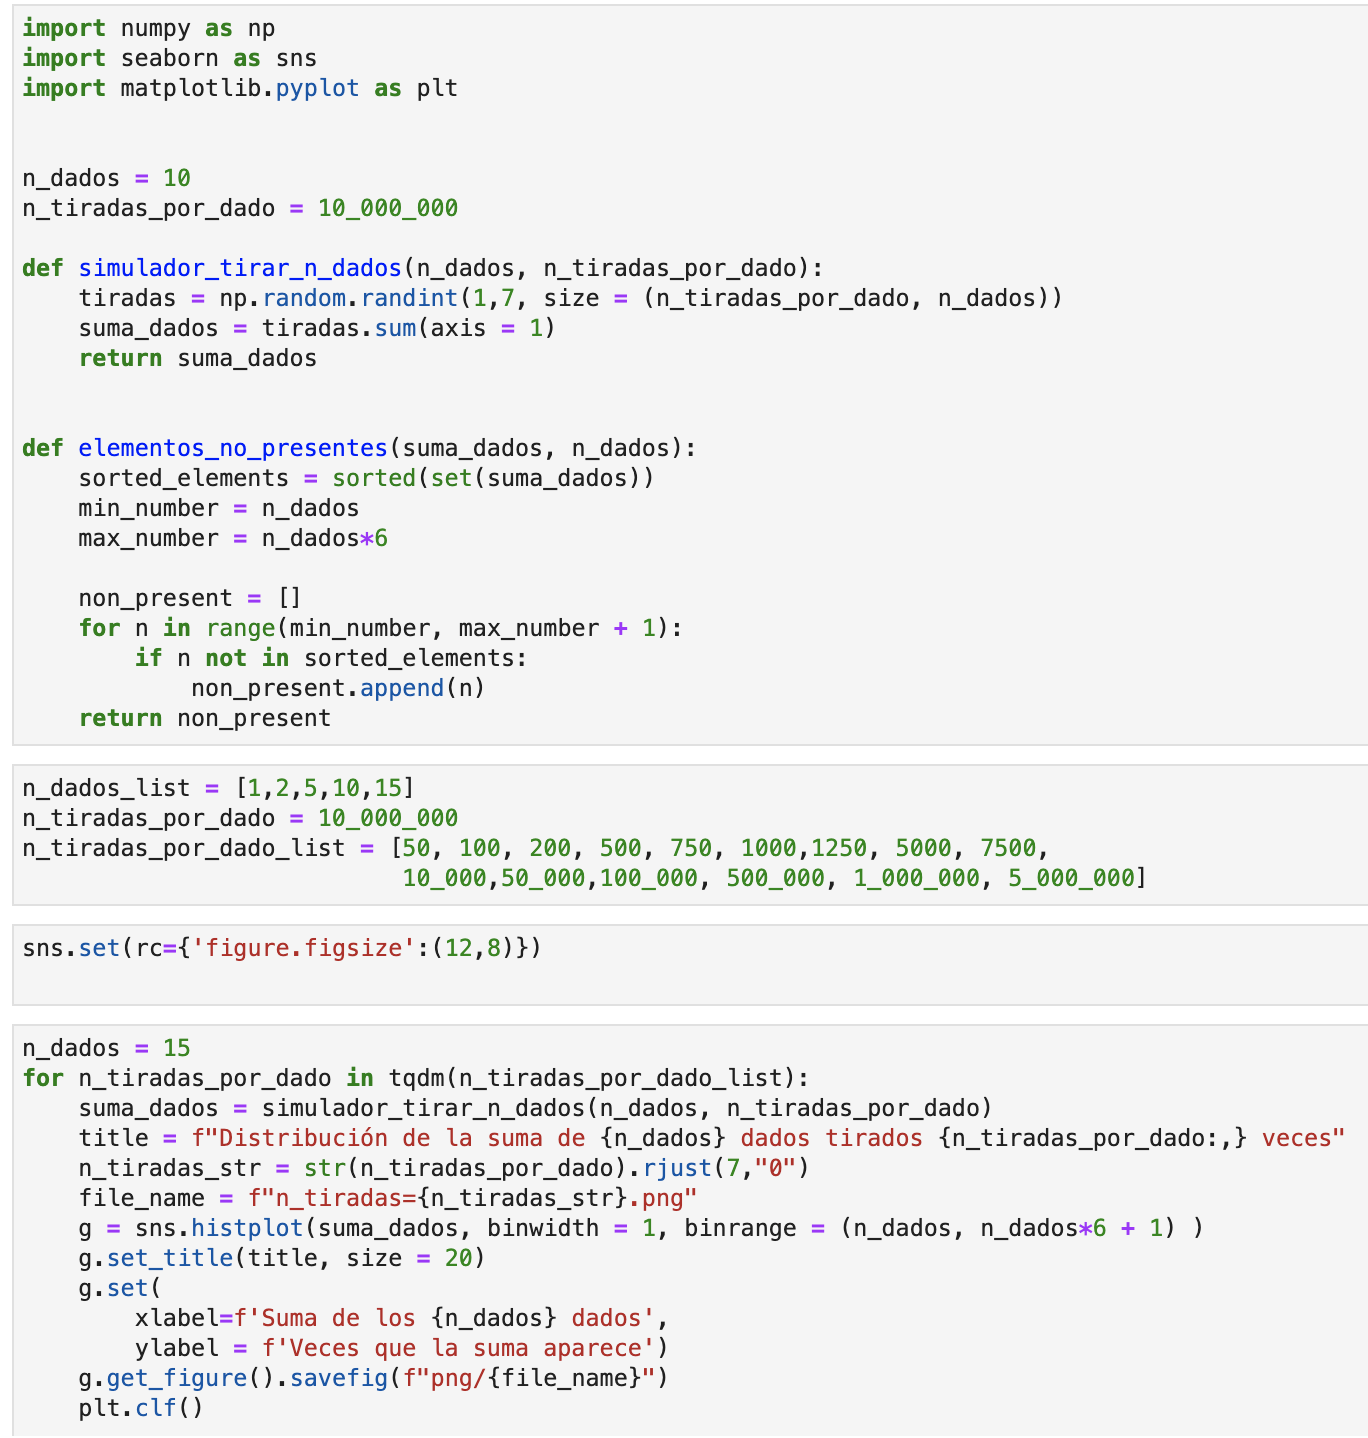 import numpy as np
import seaborn as sns
import matplotlib.pyplot as plt
n_dados = 10
n_tiradas_por_dado = 10_000_000
def simulador_tirar_n_dados(n_dados, n_tiradas_por_dado):
    tiradas = np.random.randint(1,7, size = (n_tiradas_por_dado, n_dados))
    suma_dados = tiradas.sum(axis = 1)
    return suma_dados
def elementos_no_presentes(suma_dados, n_dados):
    sorted_elements = sorted(set(suma_dados))
    min_number = n_dados
    max_number = n_dados*6
    non_present = []
    for n in range(min_number, max_number + 1):
        if n not in sorted_elements:
            non_present.append(n)
    return non_present
n_dados_list = [1,2,5,10,15]
n_tiradas_por_dado = 10_000_000
n_tiradas_por_dado_list = [50, 100, 200, 500, 750, 1000,1250, 5000, 7500,
                           10_000,50_000,100_000, 500_000, 1_000_000, 5_000_000]
sns.set(rc={'figure.figsize':(12,8)})
n_dados = 15
for n_tiradas_por_dado in tqdm(n_tiradas_por_dado_list):
    suma_dados = simulador_tirar_n_dados(n_dados, n_tiradas_por_dado)
    title = f"Distribución de la suma de {n_dados} dados tirados {n_tiradas_por_dado:,} veces"
    n_tiradas_str = str(n_tiradas_por_dado).rjust(7,"0")
    file_name = f"n_tiradas={n_tiradas_str}.png"
    g = sns.histplot(suma_dados, binwidth = 1, binrange = (n_dados, n_dados*6 + 1) )
    g.set_title(title, size = 20)
    g.set(
        xlabel=f'Suma de los {n_dados} dados',
        ylabel = f'Veces que la suma aparece')
    g.get_figure().savefig(f"png/{file_name}")
    plt.clf()